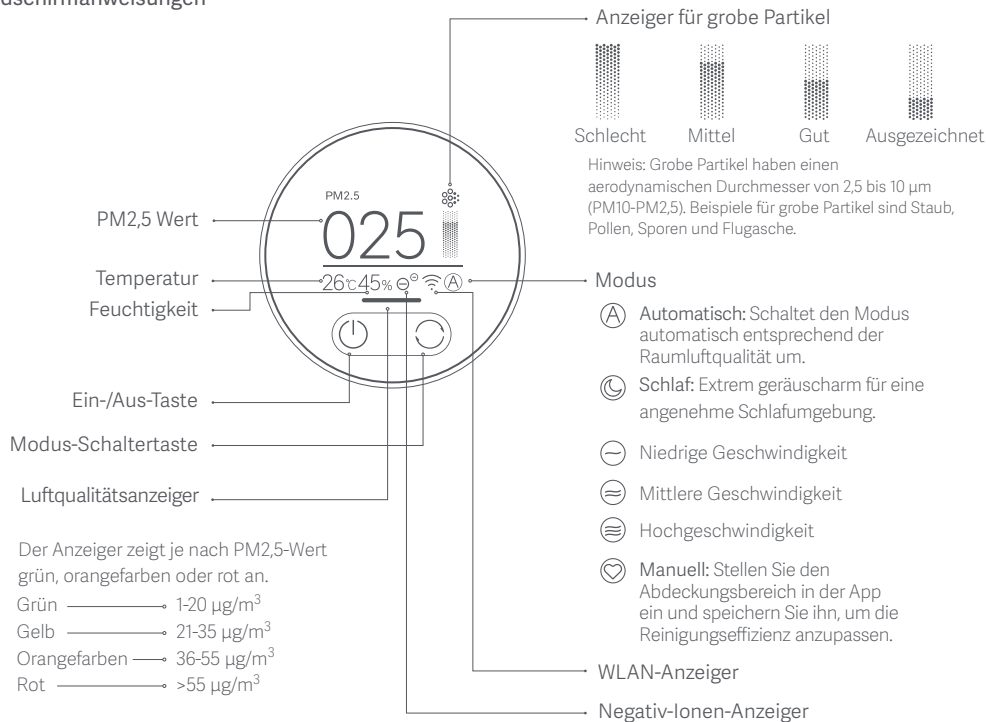 Anzeiger für grobe Partikel
Schlecht
Mittel
Gut
Ausgezeichnet
Hinweis: Grobe Partikel haben einen
aerodynamischen Durchmesser von 2,5 bis 10 µm
(PM10-PM2,5). Beispiele für grobe Partikel sind Staub,
Pollen, Sporen und Flugasche.
PM2.5
025
26℃ 45%
A
PM2,5 Wert
Temperatur
Feuchtigkeit
Ein-/Aus-Taste
Modus-Schaltertaste
Luftqualitätsanzeiger
Der Anzeiger zeigt je nach PM2,5-Wert
grün, orangefarben oder rot an.
Grün 1-20 µg/m³
Gelb 21-35 µg/m³
Orangefarben 36-55 µg/m³
Rot >55 µg/m³
Modus
A Automatisch: Schaltet den Modus
automatisch entsprechend der
Raumluftqualität um.
Schlaf: Extrem geräuscharm für eine
angenehme Schlafumgebung.
Niedrige Geschwindigkeit
Mittlere Geschwindigkeit
Hochgeschwindigkeit
Manuell: Stellen Sie den
Abdeckungsbereich in der App
ein und speichern Sie ihn, um die
Reinigungseffizienz anzupassen.
WLAN-Anzeiger
Negativ-Ionen-Anzeiger